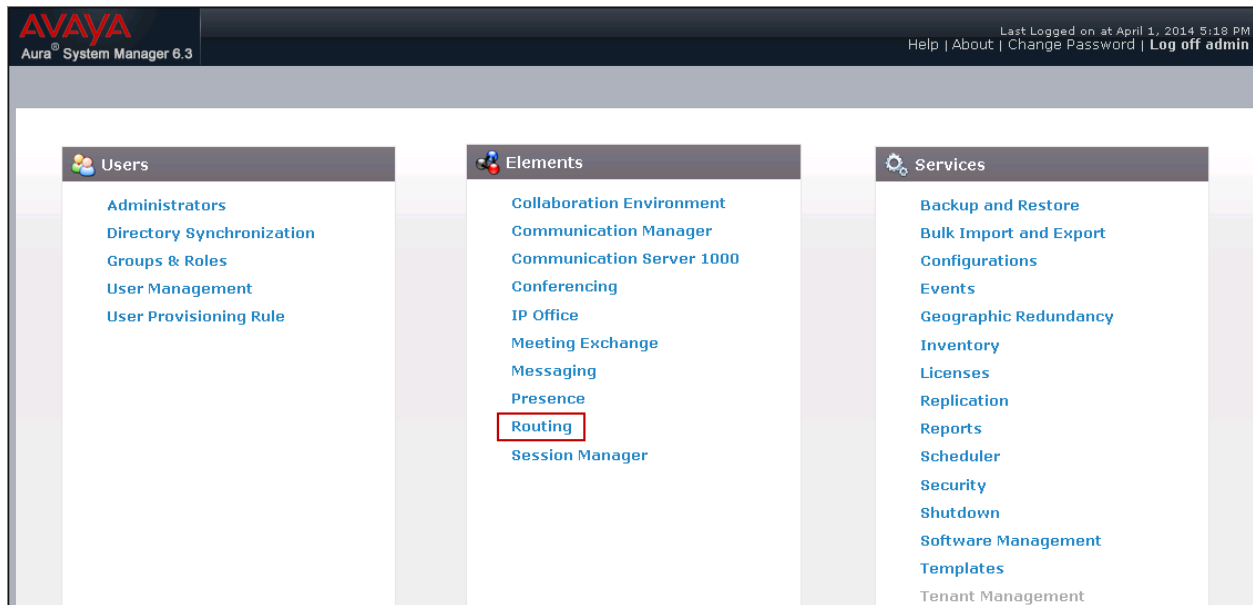 AVAYA
Aura® System Manager 6.3
Last Logged on at April 1, 2014 5:18 PM
Help | About | Change Password | Log off admin
Users
Administrators
Directory Synchronization
Groups & Roles
User Management
User Provisioning Rule
Elements
Collaboration Environment
Communication Manager
Communication Server 1000
Conferencing
IP Office
Meeting Exchange
Messaging
Presence
Routing
Session Manager
Services
Backup and Restore
Bulk Import and Export
Configurations
Events
Geographic Redundancy
Inventory
Licenses
Replication
Reports
Scheduler
Security
Shutdown
Software Management
Templates
Tenant Management